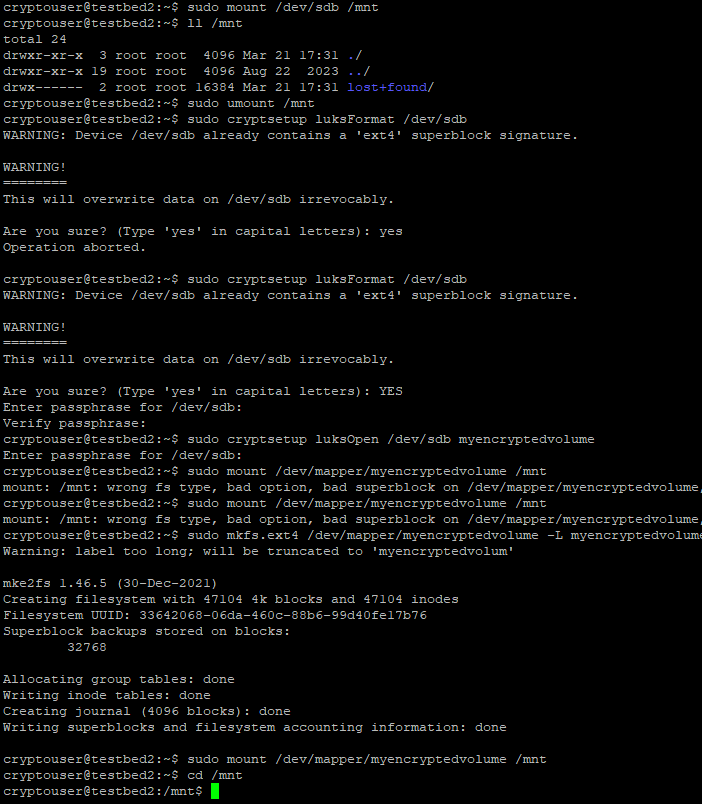 cryptouser@testbed2:~$ sudo mount /dev/sdb /mnt
cryptouser@testbed2:~$ ll /mnt
total 24
drwxr-xr-x  3 root root  4096 Mar 21 17:31 ./
drwxr-xr-x 19 root root  4096 Aug 22  2023 ../
drwx------  2 root root 16384 Mar 21 17:31 lost+found/
cryptouser@testbed2:~$ sudo umount /mnt
cryptouser@testbed2:~$ sudo cryptsetup luksFormat /dev/sdb
WARNING: Device /dev/sdb already contains a 'ext4' superblock signature.

WARNING!
========
This will overwrite data on /dev/sdb irrevocably.

Are you sure? (Type 'yes' in capital letters): yes
Operation aborted.

cryptouser@testbed2:~$ sudo cryptsetup luksFormat /dev/sdb
WARNING: Device /dev/sdb already contains a 'ext4' superblock signature.

WARNING!
========
This will overwrite data on /dev/sdb irrevocably.

Are you sure? (Type 'yes' in capital letters): YES
Enter passphrase for /dev/sdb:
Verify passphrase:
cryptouser@testbed2:~$ sudo cryptsetup luksOpen /dev/sdb myencryptedvolume
Enter passphrase for /dev/sdb:
cryptouser@testbed2:~$ sudo mount /dev/mapper/myencryptedvolume /mnt
mount: /mnt: wrong fs type, bad option, bad superblock on /dev/mapper/myencryptedvolume,
cryptouser@testbed2:~$ sudo mount /dev/mapper/myencryptedvolume /mnt
mount: /mnt: wrong fs type, bad option, bad superblock on /dev/mapper/myencryptedvolume,
cryptouser@testbed2:~$ sudo mkfs.ext4 /dev/mapper/myencryptedvolume -L myencryptedvolume
Warning: label too long; will be truncated to 'myencryptedvolum'

mke2fs 1.46.5 (30-Dec-2021)
Creating filesystem with 47104 4k blocks and 47104 inodes
Filesystem UUID: 33642068-06da-460c-88b6-99d40fe17b76
Superblock backups stored on blocks:
        32768

Allocating group tables: done
Writing inode tables: done
Creating journal (4096 blocks): done
Writing superblocks and filesystem accounting information: done

cryptouser@testbed2:~$ sudo mount /dev/mapper/myencryptedvolume /mnt
cryptouser@testbed2:~$ cd /mnt
cryptouser@testbed2:/mnt$